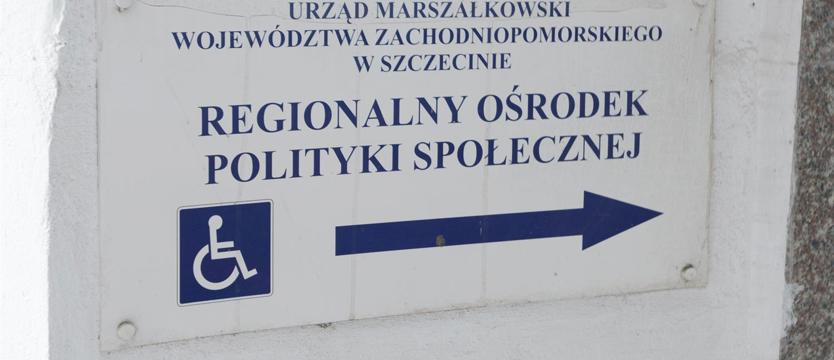 URZĄD MARSZAŁKOWSKI
WOJEWÓDZTWA ZACHODNIOPOMORSKIEGO
W SZCZECINIE
REGIONALNY OŚRODEK
POLITYKI SPOŁECZNEJ